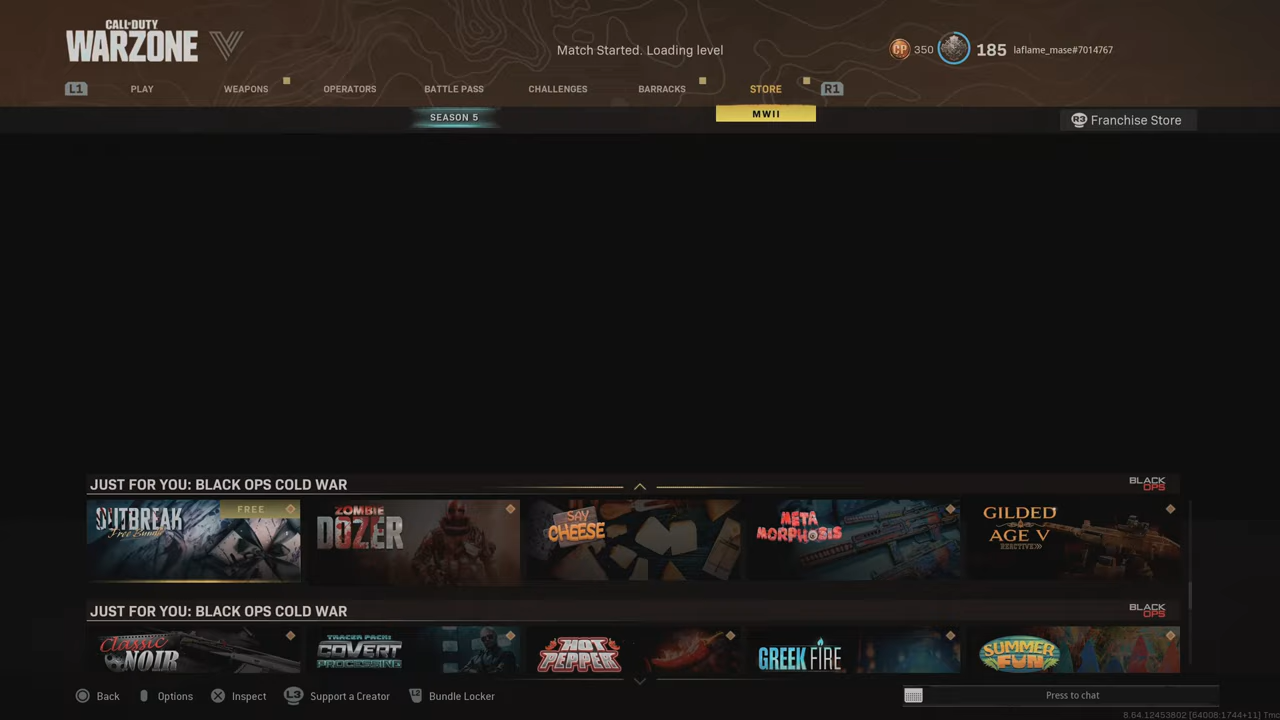 CALL·DUTY
WARZONE
Match Started. Loading level
CP 350
185
laflame_mase#7014767
L1
PLAY
WEAPONS
OPERATORS
BATTLE PASS
CHALLENGES
BARRACKS
STORE
R1
SEASON 5
MWII
R3 Franchise Store
JUST FOR YOU: BLACK OPS COLD WAR
BLACK
OPS
OUTBREAK
Free Bundle
FREE
ZOMBIE
DOZER
SAY
CHEESE
META
MORPHOSIS
GILDED
AGE V
REACTIVE
JUST FOR YOU: BLACK OPS COLD WAR
BLACK
OPS
Classic
NOIR
TRACER PACK:
COVERT
PROCESSING
HOT
PEPPER
GREEK FIRE
SUMMER
FUN
Back
Options
Inspect
L3 Support a Creator
L2 Bundle Locker
Press to chat